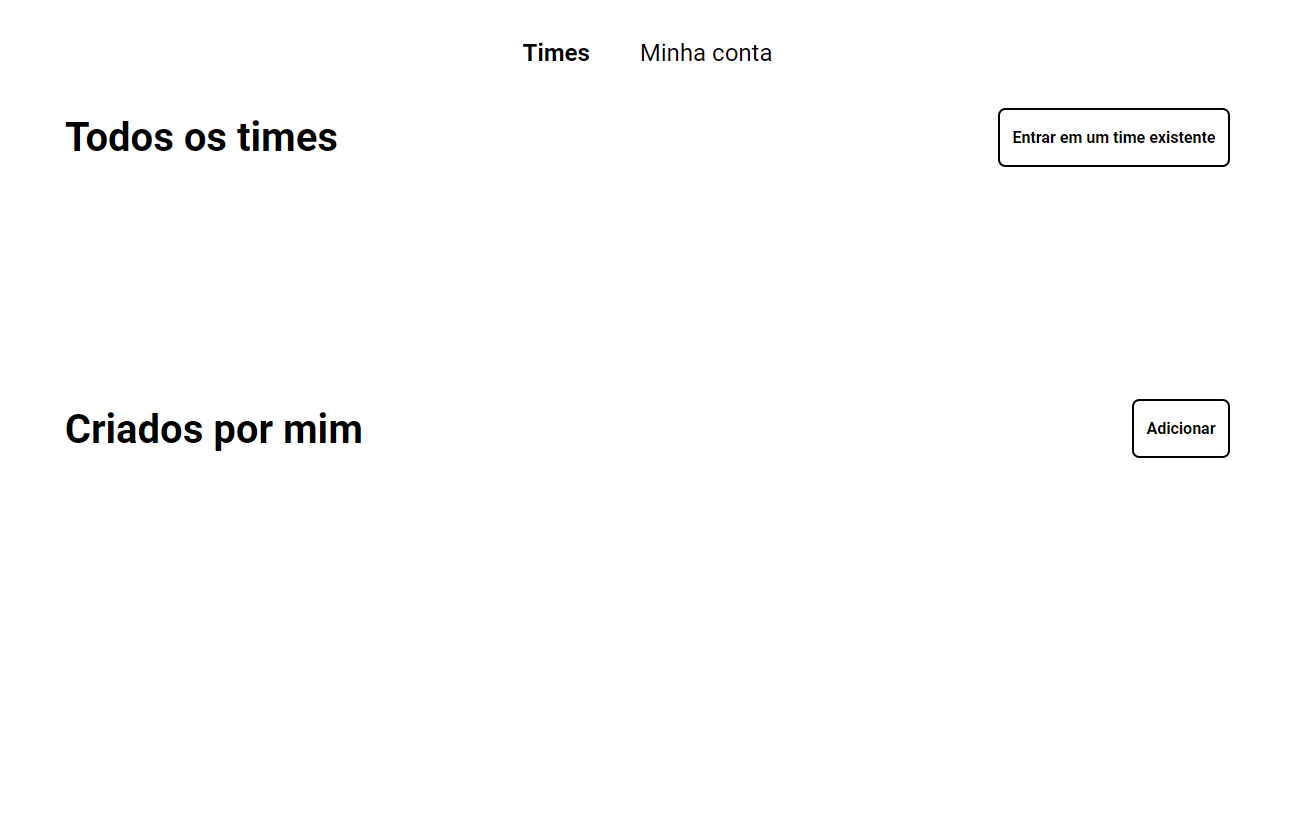 Times Minha conta
Todos os times
Entrar em um time existente
Criados por mim
Adicionar